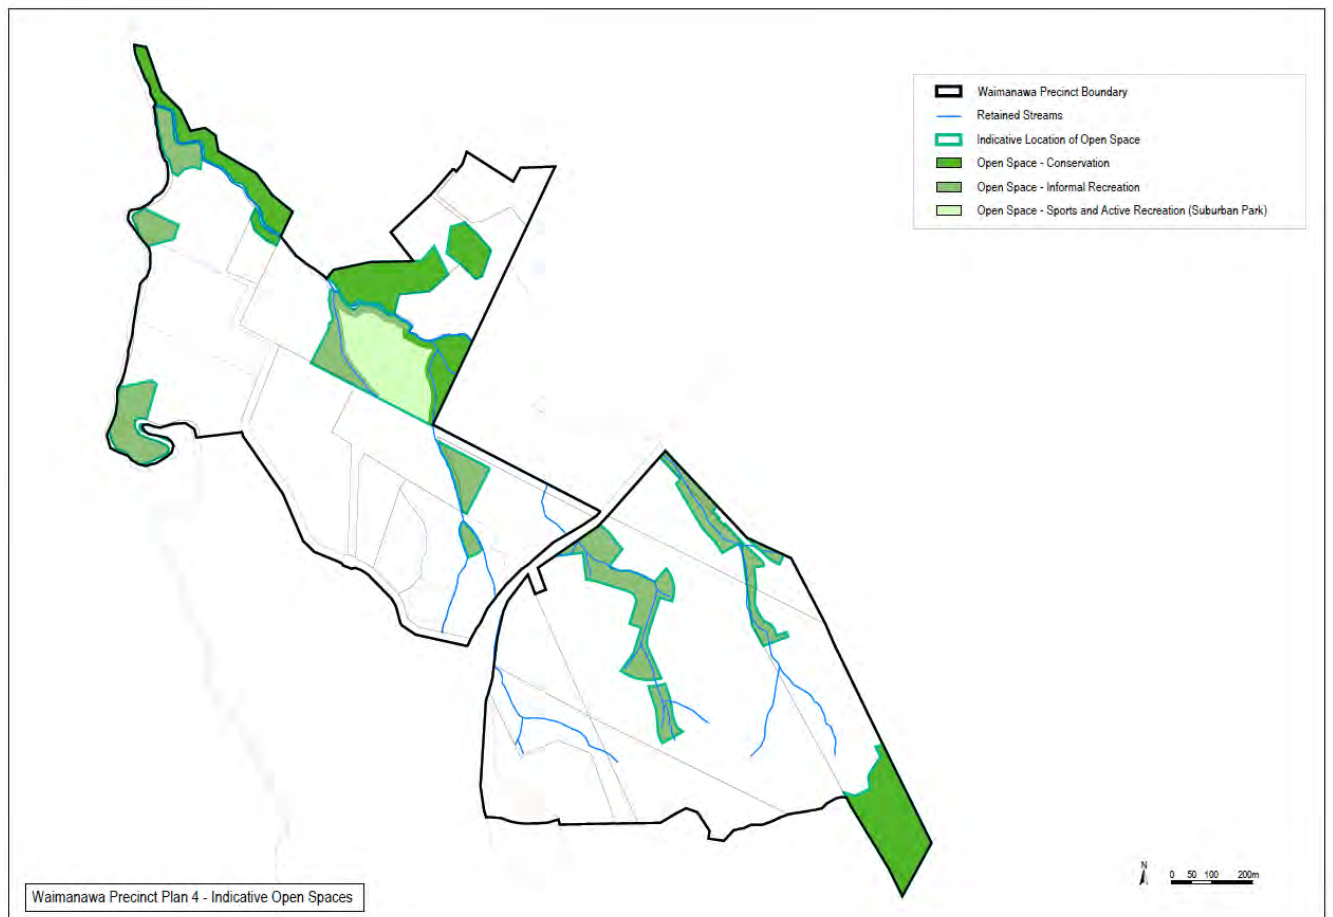 Waimanawa Precinct Boundary
Retained Streams
Indicative Location of Open Space
Open Space - Conservation
Open Space - Informal Recreation
Open Space - Sports and Active Recreation (Suburban Park)
N
0 50 100 200m
Waimanawa Precinct Plan 4 - Indicative Open Spaces